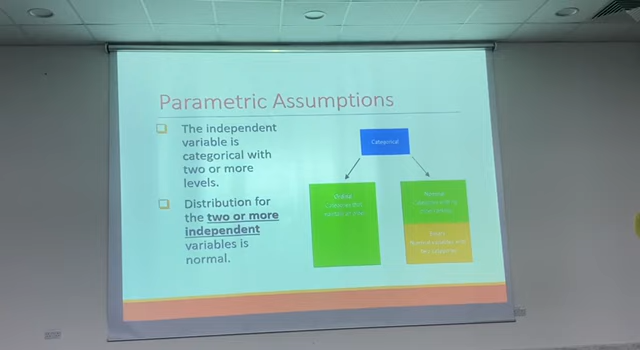 Parametric Assumptions
The independent
variable is
categorical with
two or more
levels.
Distribution for
the two or more
independent
variables is
normal.
Categorical